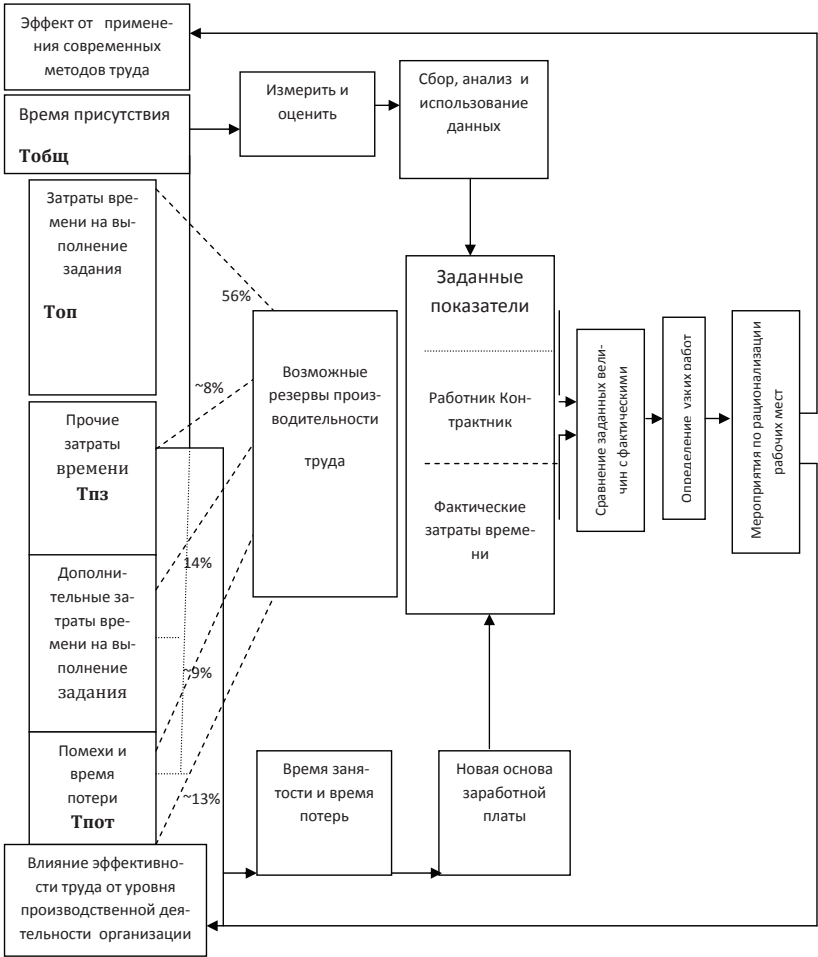 Эффект от примене-
ния современных
методов труда
Время присутствия
Тобщ
Измерить и
оценить
Сбор, анализ и
использование
данных
Затраты вре-
мени на вы-
полнение
задания
Топ
56%
~8%
14%
~9%
~13%
Прочие
затраты
времени
Тпз
Дополни-
тельные за-
траты вре-
мени на вы-
полнение
задания
Помехи и
время
потери
Тпот
Влияние эффективно-
сти труда от уровня
производственной дея-
тельности организации
Возможные
резервы произ-
водительности
труда
Заданные
показатели
Работник Кон-
трактник
Фактические
затраты време-
ни
Сравнение заданных вели-
чин с фактическими
Определение узких работ
Мероприятия по рационализации
рабочих мест
Время заня-
тости и время
потерь
Новая основа
заработной
платы